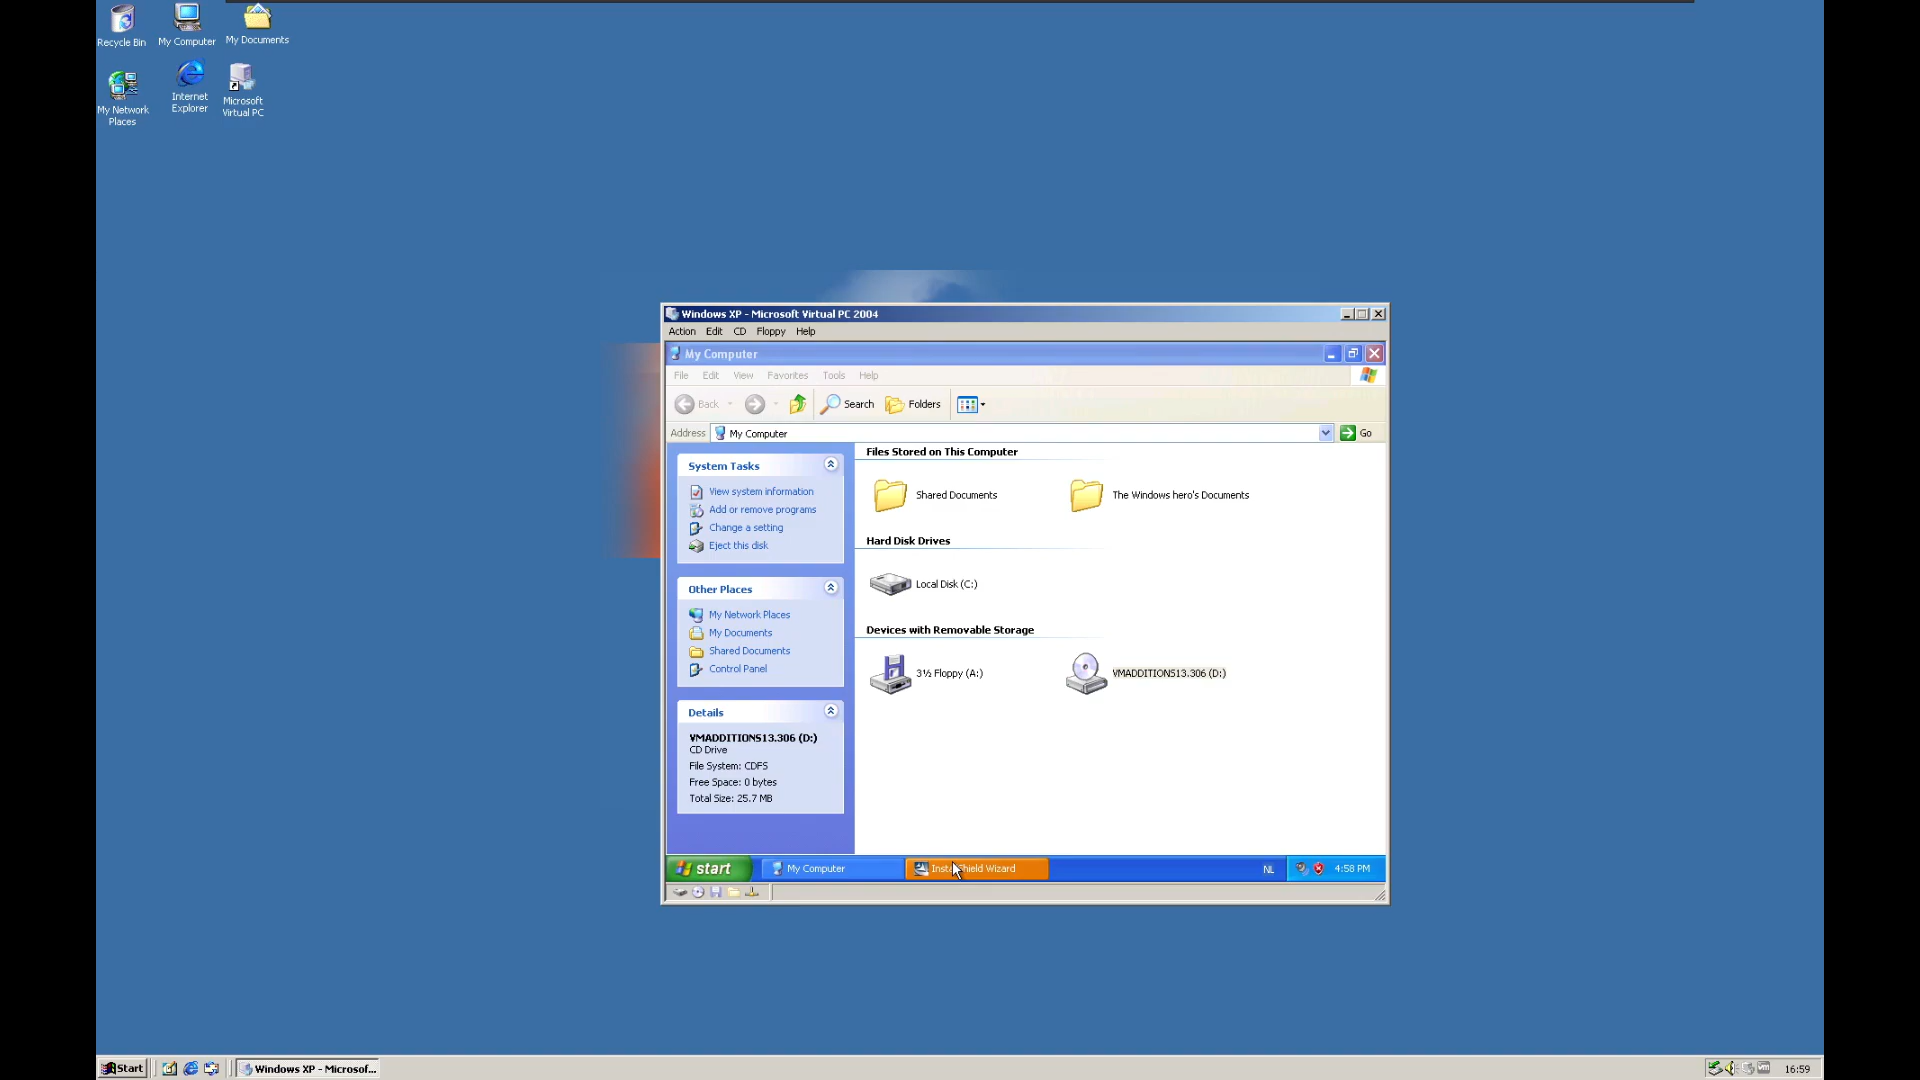 Recycle Bin
My Computer
My Documents
My Network
Places
Internet
Explorer
Microsoft
Virtual PC
Windows XP - Microsoft Virtual PC 2004
Action Edit CD Floppy Help
My Computer
File Edit View Favorites Tools Help
Back Search Folders
Address My Computer Go
System Tasks
View system information
Add or remove programs
Change a setting
Eject this disk
Other Places
My Network Places
My Documents
Shared Documents
Control Panel
Details
VMADDITIONS13.306 (D:)
CD Drive
File System: CDFS
Free Space: 0 bytes
Total Size: 25.7 MB
Files Stored on This Computer
Shared Documents
The Windows hero's Documents
Hard Disk Drives
Local Disk (C:)
Devices with Removable Storage
3½ Floppy (A:)
VMADDITIONS13.306 (D:)
start My Computer InstallShield Wizard NL 4:58 PM
Start Windows XP - Microsof... 16:59